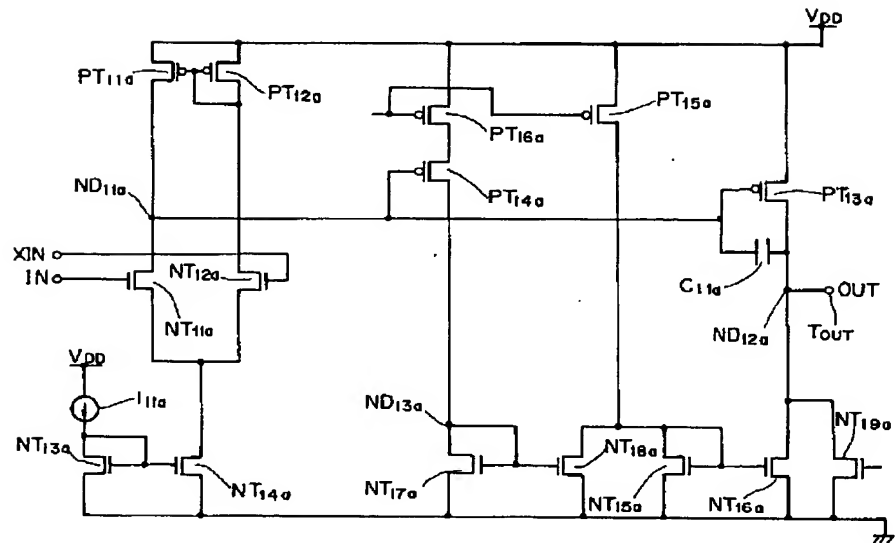 VDD
PT11a
PT12a
PT16a
PT15a
ND11a
PT14a
PT13a
XIN
IN
NT12a
C11a
OUT
NT11a
ND12a
TOUT
VDD
I11a
ND13a
NT19a
NT13a
NT18a
NT14a
NT17a
NT15a
NT16a